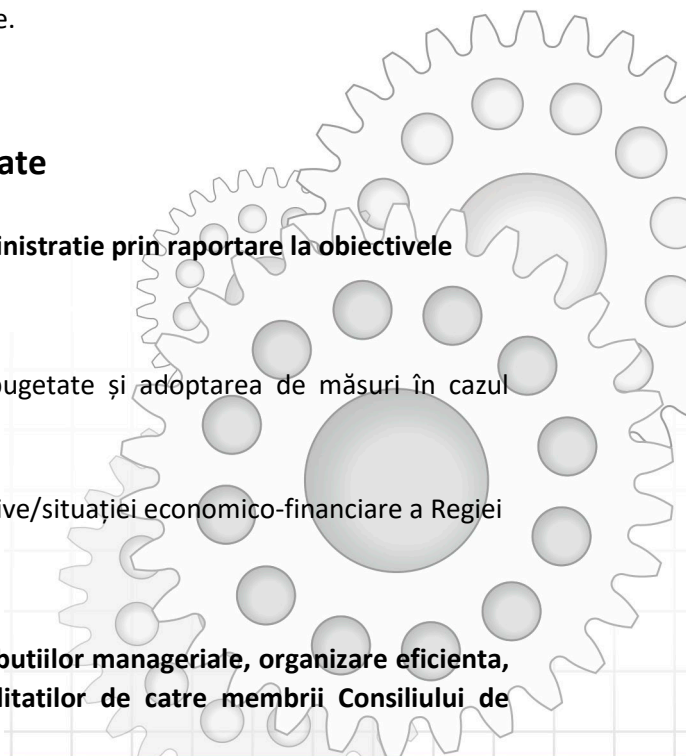 e.
ate
inistratie prin raportare la obiectivele
bugetate și adoptarea de măsuri în cazul
ive/situației economico-financiare a Regiei
butiilor manageriale, organizare eficienta,
litatilor de catre membrii Consiliului de